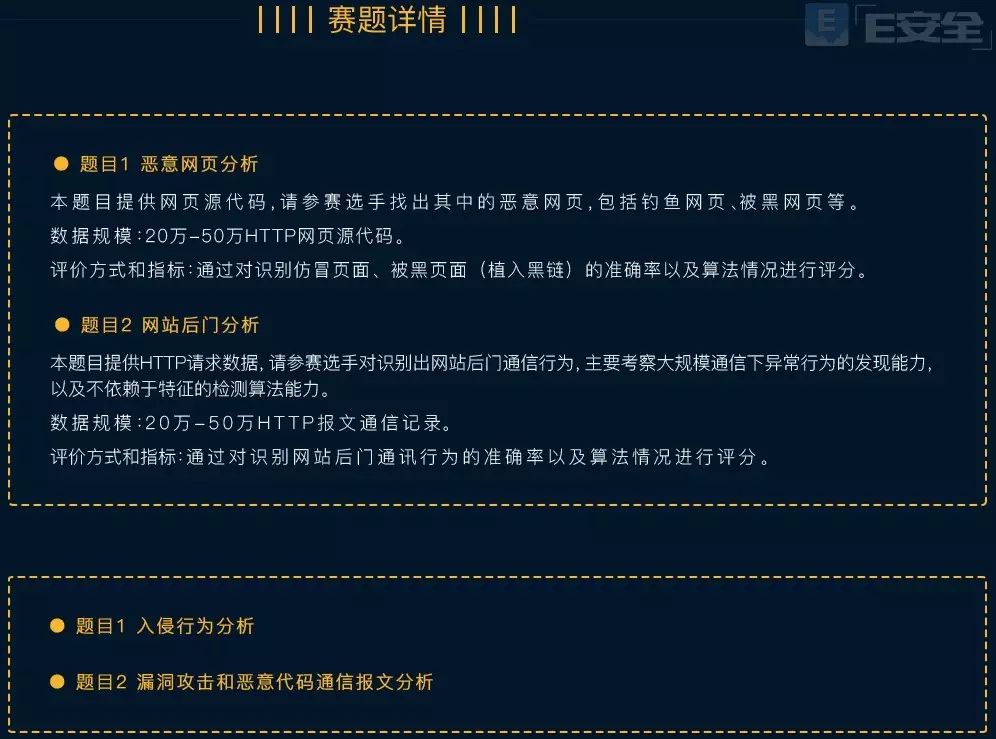 赛题详情
E安全
题目1 恶意网页分析
本题目提供网页源代码,请参赛选手找出其中的恶意网页,包括钓鱼网页、被黑网页等。
数据规模:20万-50万HTTP网页源代码。
评价方式和指标:通过对识别仿冒页面、被黑页面（植入黑链）的准确率以及算法情况进行评分。
题目2 网站后门分析
本题目提供HTTP请求数据,请参赛选手对识别出网站后门通信行为,主要考察大规模通信下异常行为的发现能力,
以及不依赖于特征的检测算法能力。
数据规模:20万-50万HTTP报文通信记录。
评价方式和指标:通过对识别网站后门通讯行为的准确率以及算法情况进行评分。
题目1 入侵行为分析
题目2 漏洞攻击和恶意代码通信报文分析